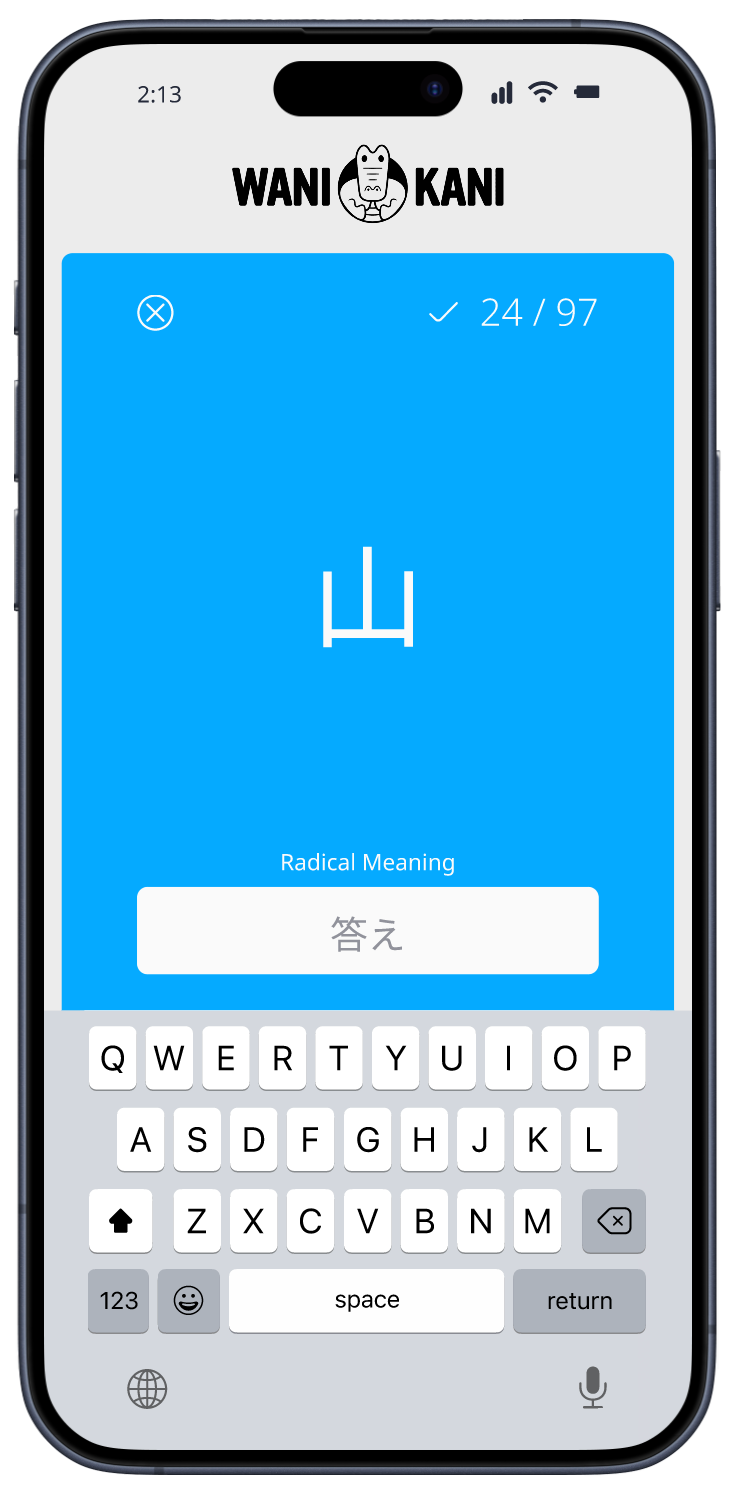 2:13
WANI KANI
24 / 97
山
Radical Meaning
答え
Q W E R T Y U I O P
A S D F G H J K L
Z X C V B N M
123 space return